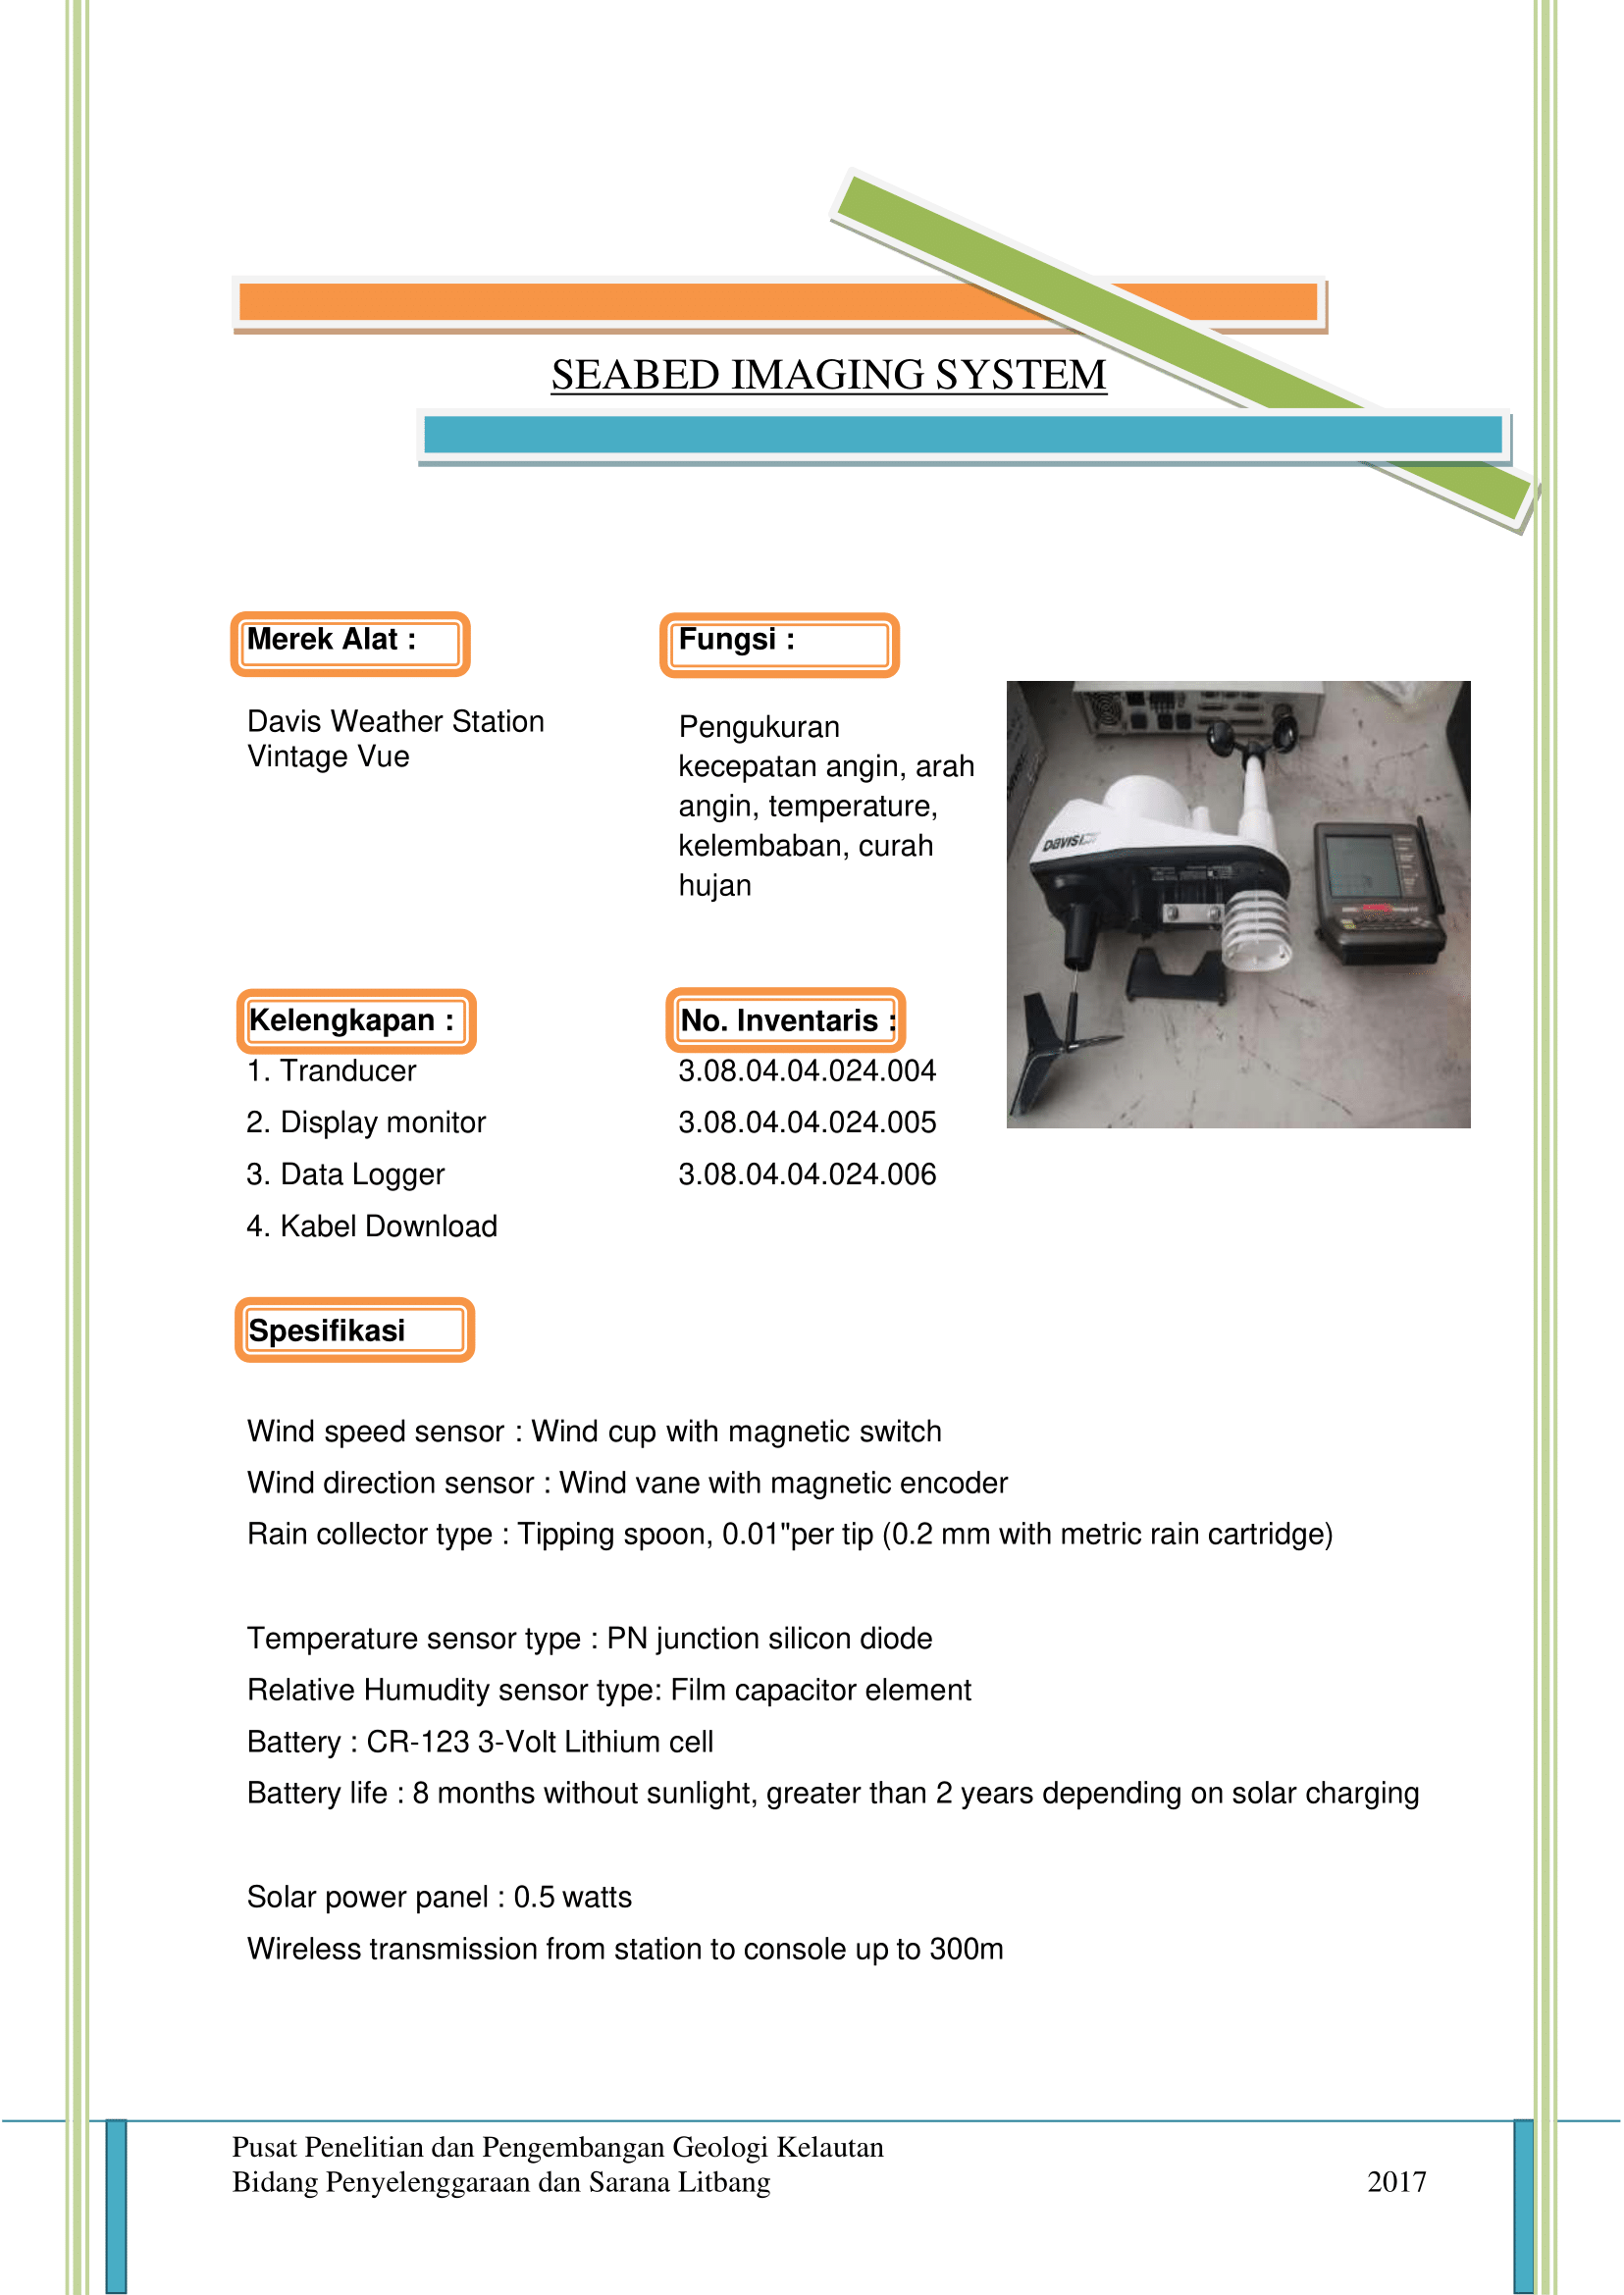 SEABED IMAGING SYSTEM
Merek Alat :
Davis Weather Station
Vintage Vue
Fungsi :
Pengukuran
kecepatan angin, arah
angin, temperature,
kelembaban, curah
hujan
DAVIS
Kelengkapan :
1. Tranducer
2. Display monitor
3. Data Logger
4. Kabel Download
No. Inventaris :
3.08.04.04.024.004
3.08.04.04.024.005
3.08.04.04.024.006
Spesifikasi
Wind speed sensor : Wind cup with magnetic switch
Wind direction sensor : Wind vane with magnetic encoder
Rain collector type : Tipping spoon, 0.01"per tip (0.2 mm with metric rain cartridge)
Temperature sensor type : PN junction silicon diode
Relative Humudity sensor type: Film capacitor element
Battery : CR-123 3-Volt Lithium cell
Battery life : 8 months without sunlight, greater than 2 years depending on solar charging
Solar power panel : 0.5 watts
Wireless transmission from station to console up to 300m
Pusat Penelitian dan Pengembangan Geologi Kelautan
Bidang Penyelenggaraan dan Sarana Litbang 2017